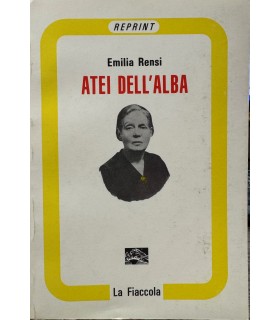 REPRINT
Emilia Rensi
ATEI DELL'ALBA
La Fiaccola